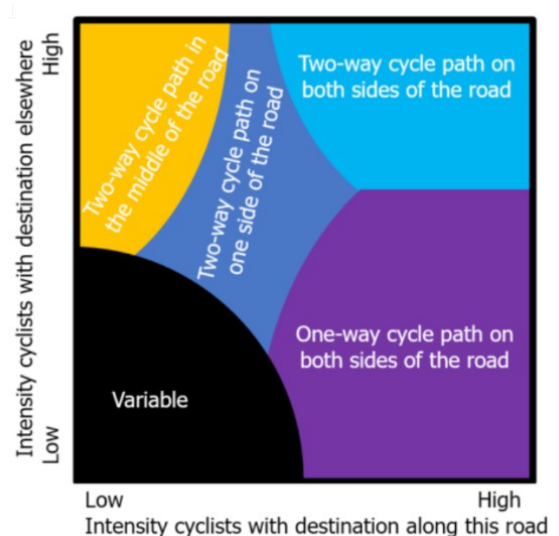 High
Intensity cyclists with destination elsewhere
Low
Two-way cycle path in
the middle of the road
Two-way cycle path on
one side of the road
Two-way cycle path on
both sides of the road
One-way cycle path on
both sides of the road
Variable
Low
High
Intensity cyclists with destination along this road